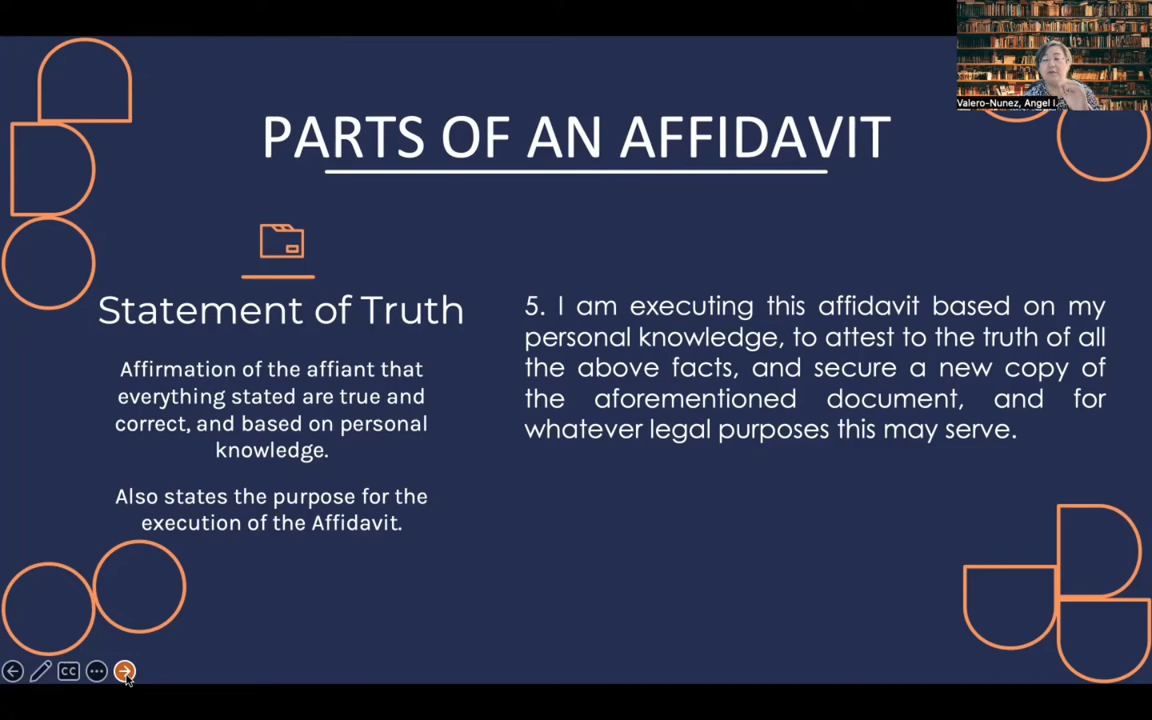 Valero-Nunez, Angel I.
PARTS OF AN AFFIDAVIT
Statement of Truth
Affirmation of the affiant that
everything stated are true and
correct, and based on personal
knowledge.
Also states the purpose for the
execution of the Affidavit.
5. I am executing this affidavit based on my
personal knowledge, to attest to the truth of all
the above facts, and secure a new copy of
the aforementioned document, and for
whatever legal purposes this may serve.
CC